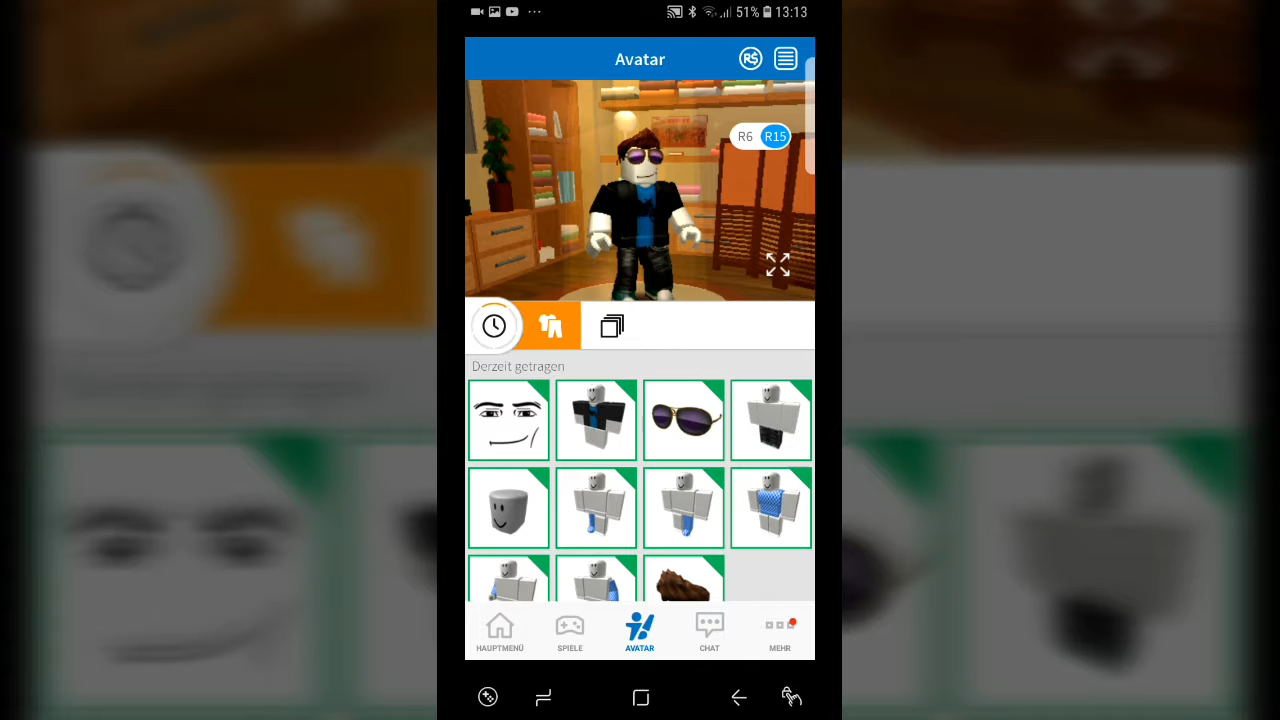 51% 13:13
Avatar
R$
R6 R15
Derzeit getragen
HAUPTMENÜ SPIELE AVATAR CHAT MEHR